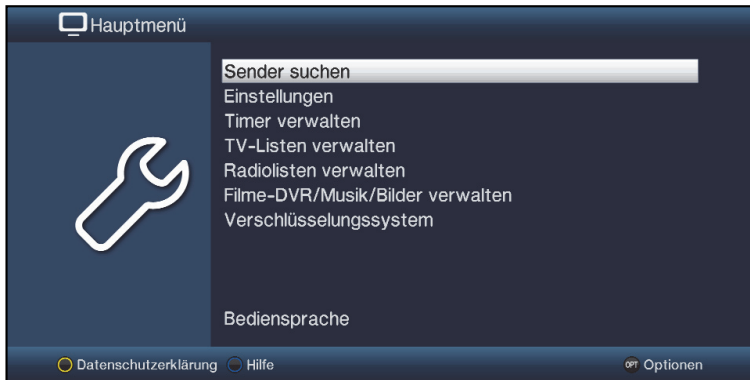 Hauptmenü
Sender suchen
Einstellungen
Timer verwalten
TV-Listen verwalten
Radiolisten verwalten
Filme-DVR/Musik/Bilder verwalten
Verschlüsselungssystem
Bediensprache
Datenschutzerklärung Hilfe OPT Optionen